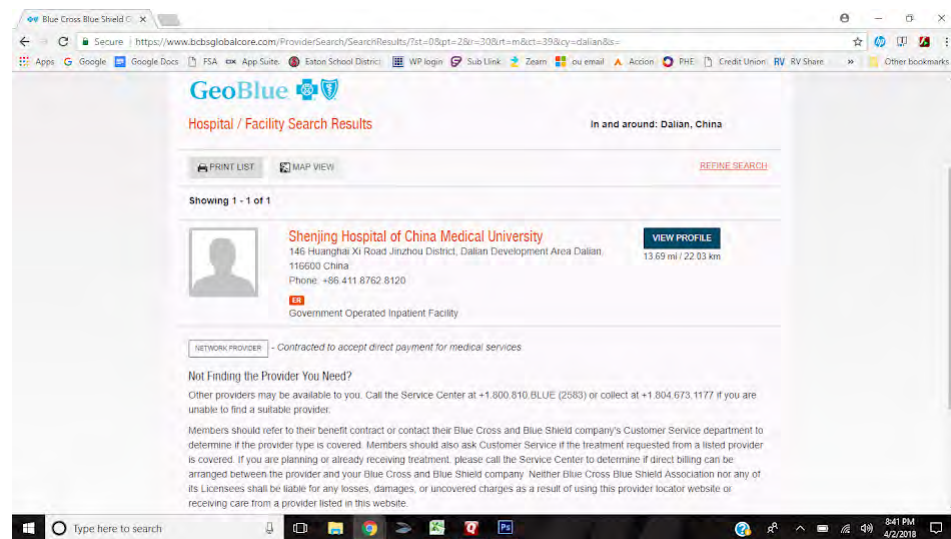 Blue Cross Blue Shield G
Secure | https://www.bcbsglobalcore.com/ProviderSearch/SearchResults/?st=0&pt=2&r=30&rt=m&ct=39&cy=dalian&s=
Apps Google Google Docs FSA App Suite Eaton School District WP login Sub Link Zearn ou email Accion PHE Credit Union RV RV Share » Other bookmarks
GeoBlue
Hospital / Facility Search Results
In and around: Dalian, China
PRINT LIST MAP VIEW REFINE SEARCH
Showing 1 - 1 of 1
Shenjing Hospital of China Medical University
VIEW PROFILE
146 Huanghai Xi Road Jinzhou District, Dalian Development Area Dalian,
13.69 mi / 22.03 km
116600 China
Phone: +86.411.8762.8120
ER
Government Operated Inpatient Facility
NETWORK PROVIDER - Contracted to accept direct payment for medical services
Not Finding the Provider You Need?
Other providers may be available to you. Call the Service Center at +1.800.810.BLUE (2583) or collect at +1.804.673.1177 if you are
unable to find a suitable provider.
Members should refer to their benefit contract or contact their Blue Cross and Blue Shield company's Customer Service department to
determine if the provider type is covered. Members should also ask Customer Service if the treatment requested from a listed provider
is covered. If you are planning or already receiving treatment, please call the Service Center to determine if direct billing can be
arranged between the provider and your Blue Cross and Blue Shield company. Neither Blue Cross Blue Shield Association nor any of
its Licensees shall be liable for any losses, damages, or uncovered charges as a result of using this provider locator website or
receiving care from a provider listed in this website.
Type here to search
8:41 PM
4/2/2018